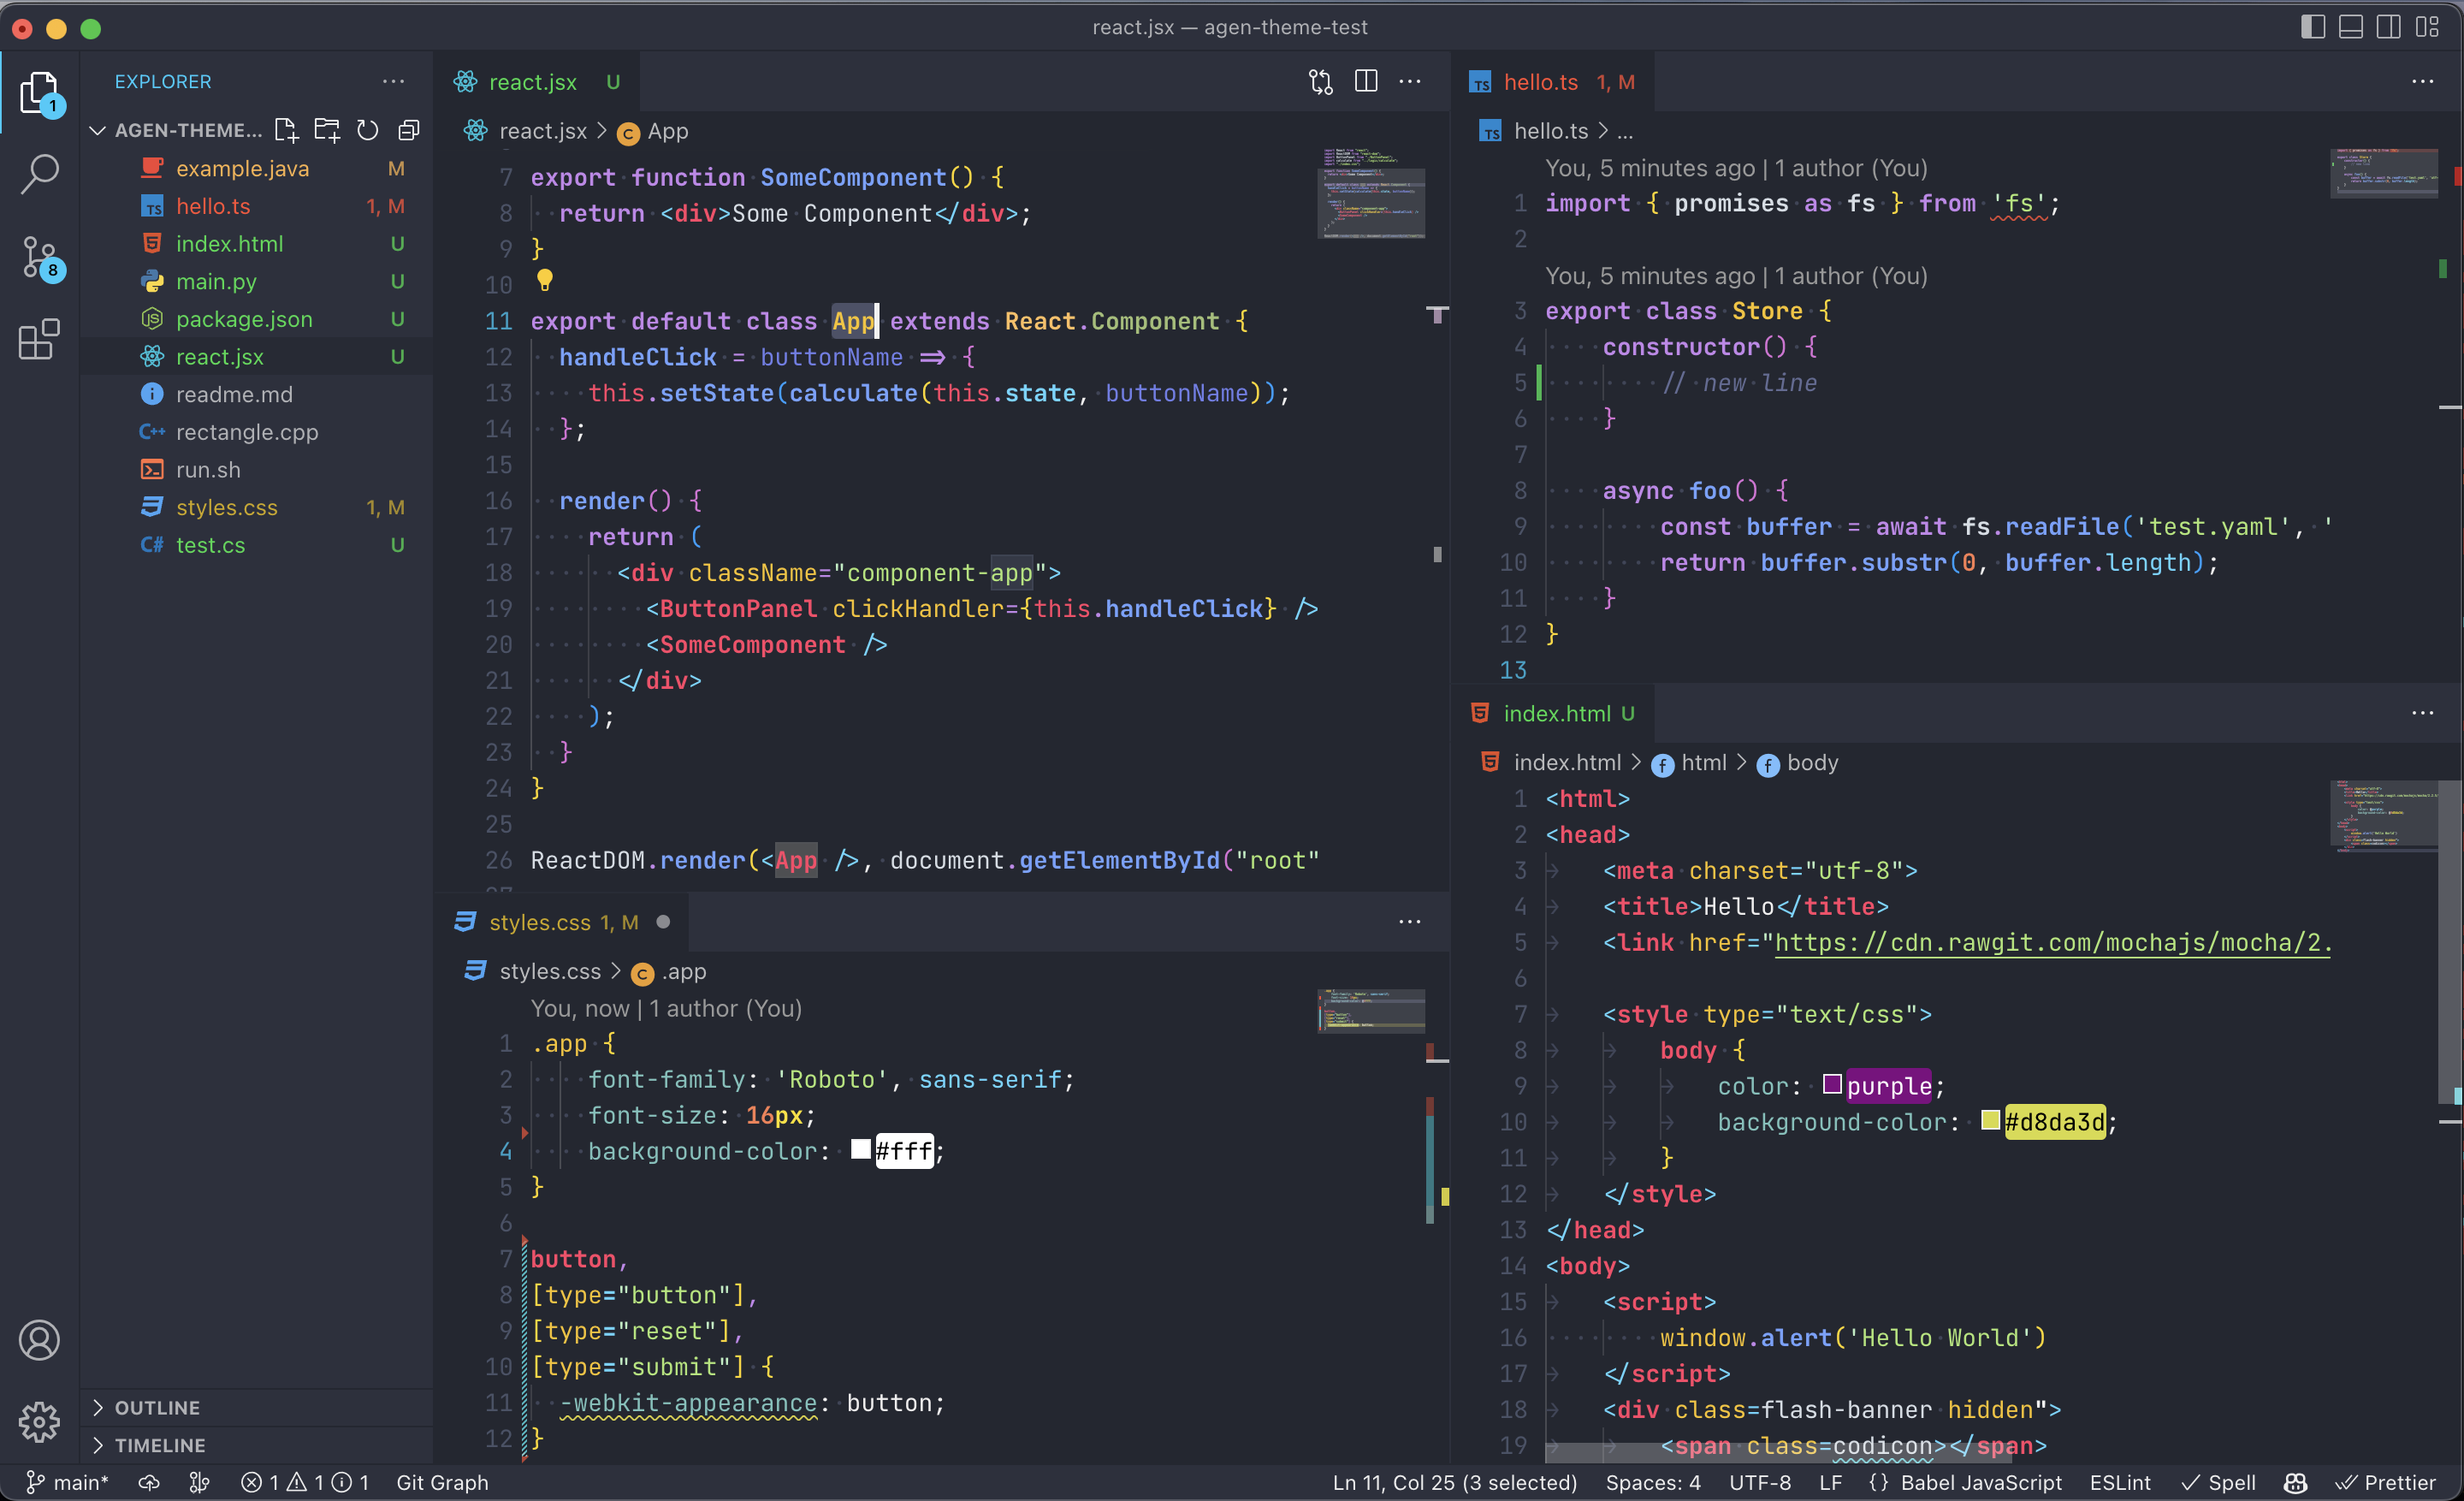 react.jsx — agen-theme-test
EXPLORER
AGEN-THEME...
example.java M
hello.ts 1, M
index.html U
main.py U
package.json U
react.jsx U
readme.md
rectangle.cpp
run.sh
styles.css 1, M
test.cs U
OUTLINE
TIMELINE
1
8
react.jsx U
react.jsx > App
7 export function SomeComponent() {
8   return <div>Some Component</div>;
9 }
10
11 export default class App extends React.Component {
12   handleClick = buttonName => {
13     this.setState(calculate(this.state, buttonName));
14   };
15
16   render() {
17     return (
18       <div className="component-app">
19         <ButtonPanel clickHandler={this.handleClick} />
20         <SomeComponent />
21       </div>
22     );
23   }
24 }
25
26 ReactDOM.render(<App />, document.getElementById("root"
styles.css 1, M
styles.css > .app
You, now | 1 author (You)
1 .app {
2     font-family: 'Roboto', sans-serif;
3     font-size: 16px;
4     background-color: #fff;
5 }
6
7 button,
8 [type="button"],
9 [type="reset"],
10 [type="submit"] {
11   -webkit-appearance: button;
12 }
hello.ts 1, M
hello.ts > ...
You, 5 minutes ago | 1 author (You)
1 import { promises as fs } from 'fs';
2
You, 5 minutes ago | 1 author (You)
3 export class Store {
4     constructor() {
5         // new line
6     }
7
8     async foo() {
9         const buffer = await fs.readFile('test.yaml', '
10         return buffer.substr(0, buffer.length);
11     }
12 }
13
index.html U
index.html > html > body
1 <html>
2 <head>
3     <meta charset="utf-8">
4     <title>Hello</title>
5     <link href="https://cdn.rawgit.com/mochajs/mocha/2.
6
7     <style type="text/css">
8         body {
9             color: purple;
10             background-color: #d8da3d;
11         }
12     </style>
13 </head>
14 <body>
15     <script>
16         window.alert('Hello World')
17     </script>
18     <div class=flash-banner hidden">
19         <span class=codicon></span>
main* 1 1 1 Git Graph Ln 11, Col 25 (3 selected) Spaces: 4 UTF-8 LF {} Babel JavaScript ESLint ✓ Spell Prettier